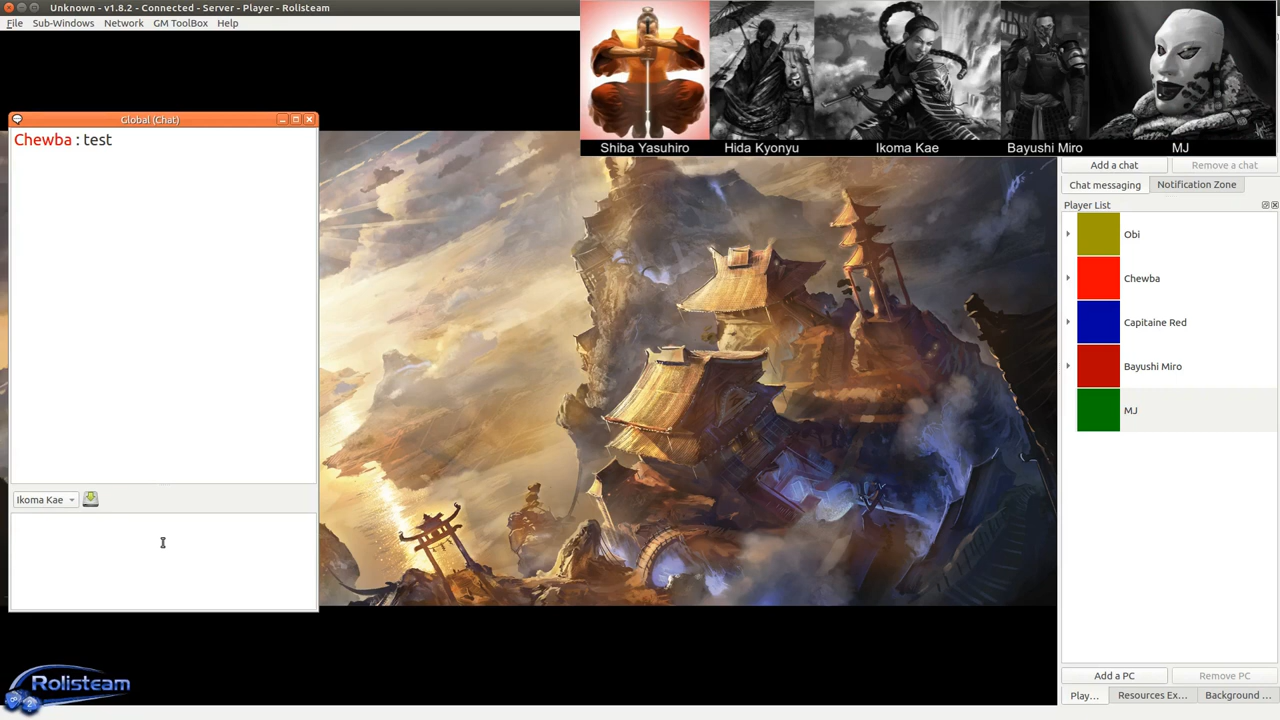 Unknown - v1.8.2 - Connected - Server - Player - Rolisteam
File Sub-Windows Network GM ToolBox Help
Shiba Yasuhiro Hida Kyonyu Ikoma Kae Bayushi Miro MJ
Global (Chat)
Chewba : test
Add a chat Remove a chat
Chat messaging Notification Zone
Player List
Obi
Chewba
Capitaine Red
Bayushi Miro
MJ
Ikoma Kae
Rolisteam
Add a PC Remove PC
Play... Resources Ex... Background ...